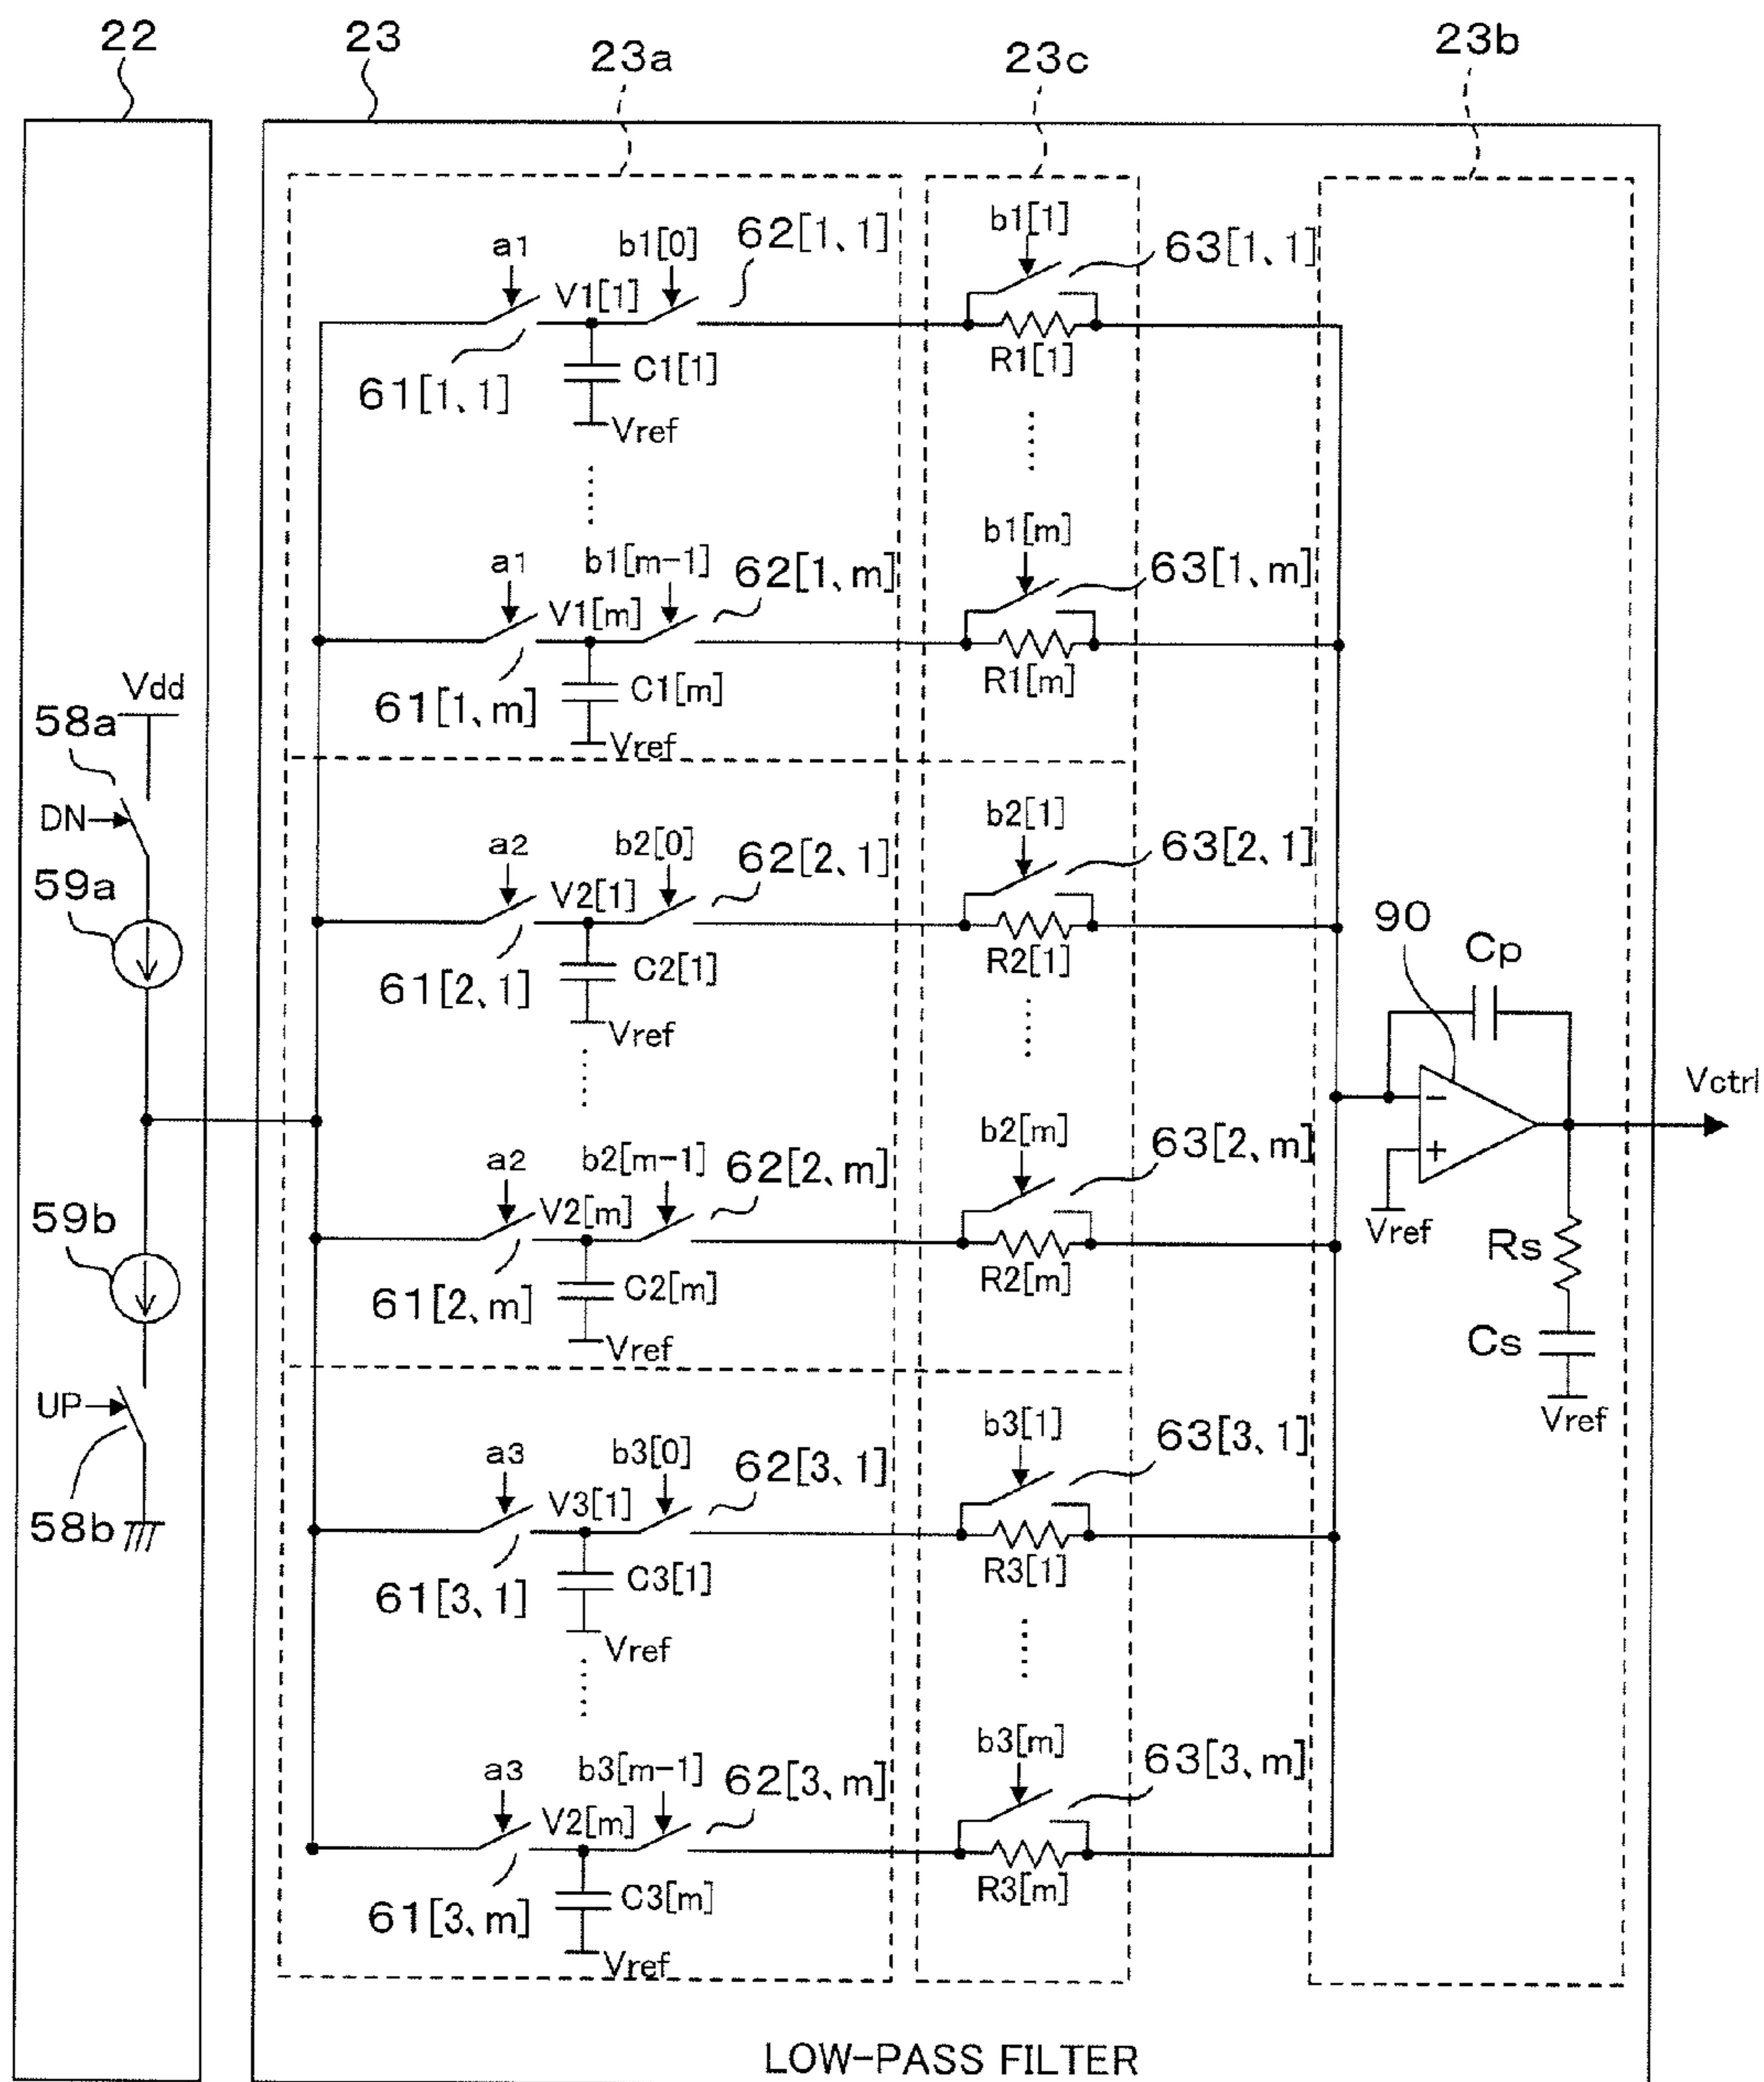 22
23
23a
23c
23b
a1
b1[0]
62[1、1]
b1[1]
63[1、1]
V1[1]
C1[1]
R1[1]
61[1、1]
Vref
a1
b1[m-1]
62[1、m]
b1[m]
63[1、m]
V1[m]
C1[m]
R1[m]
61[1、m]
Vref
Vdd
58a
DN
59a
59b
UP
58b
a2
b2[0]
62[2、1]
b2[1]
63[2、1]
V2[1]
C2[1]
R2[1]
61[2、1]
Vref
a2
b2[m-1]
62[2、m]
b2[m]
63[2、m]
V2[m]
C2[m]
R2[m]
61[2、m]
Vref
90
Cp
-
+
Vctrl
Vref
Rs
Cs
Vref
a3
b3[0]
62[3、1]
b3[1]
63[3、1]
V3[1]
C3[1]
R3[1]
61[3、1]
Vref
a3
b3[m-1]
62[3、m]
b3[m]
63[3、m]
V2[m]
C3[m]
R3[m]
61[3、m]
Vref
LOW-PASS FILTER